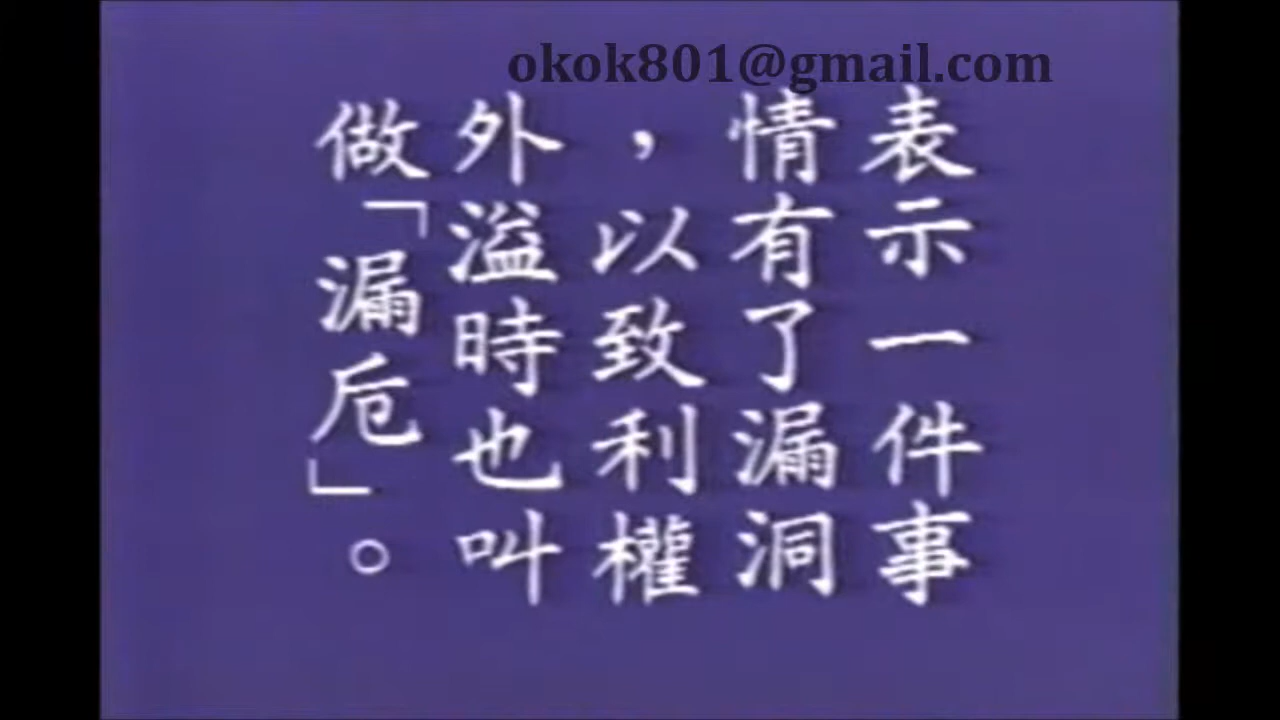 okok801@gmail.com
表示一件事
情有了漏洞
，以致利權
外溢時也叫
做「漏卮」。